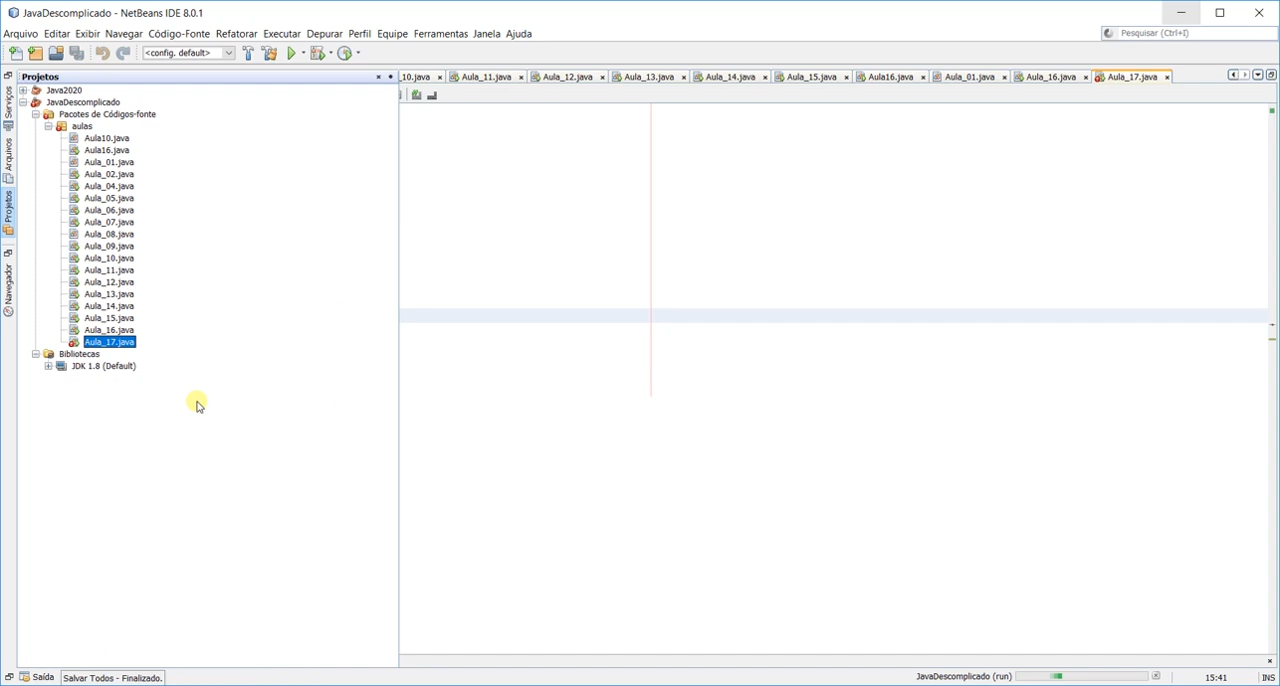 JavaDescomplicado - NetBeans IDE 8.0.1
Arquivo Editar Exibir Navegar Código-Fonte Refatorar Executar Depurar Perfil Equipe Ferramentas Janela Ajuda
Pesquisar (Ctrl+I)
<config. default>
Projetos
_10.java Aula_11.java Aula_12.java Aula_13.java Aula_14.java Aula_15.java Aula16.java Aula_01.java Aula_16.java Aula_17.java
Serviços
Arquivos
Projetos
Navegador
Java2020
JavaDescomplicado
Pacotes de Códigos-fonte
aulas
Aula10.java
Aula16.java
Aula_01.java
Aula_02.java
Aula_04.java
Aula_05.java
Aula_06.java
Aula_07.java
Aula_08.java
Aula_09.java
Aula_10.java
Aula_11.java
Aula_12.java
Aula_13.java
Aula_14.java
Aula_15.java
Aula_16.java
Aula_17.java
Bibliotecas
JDK 1.8 (Default)
Saída
Salvar Todos - Finalizado.
JavaDescomplicado (run)
15:41
INS